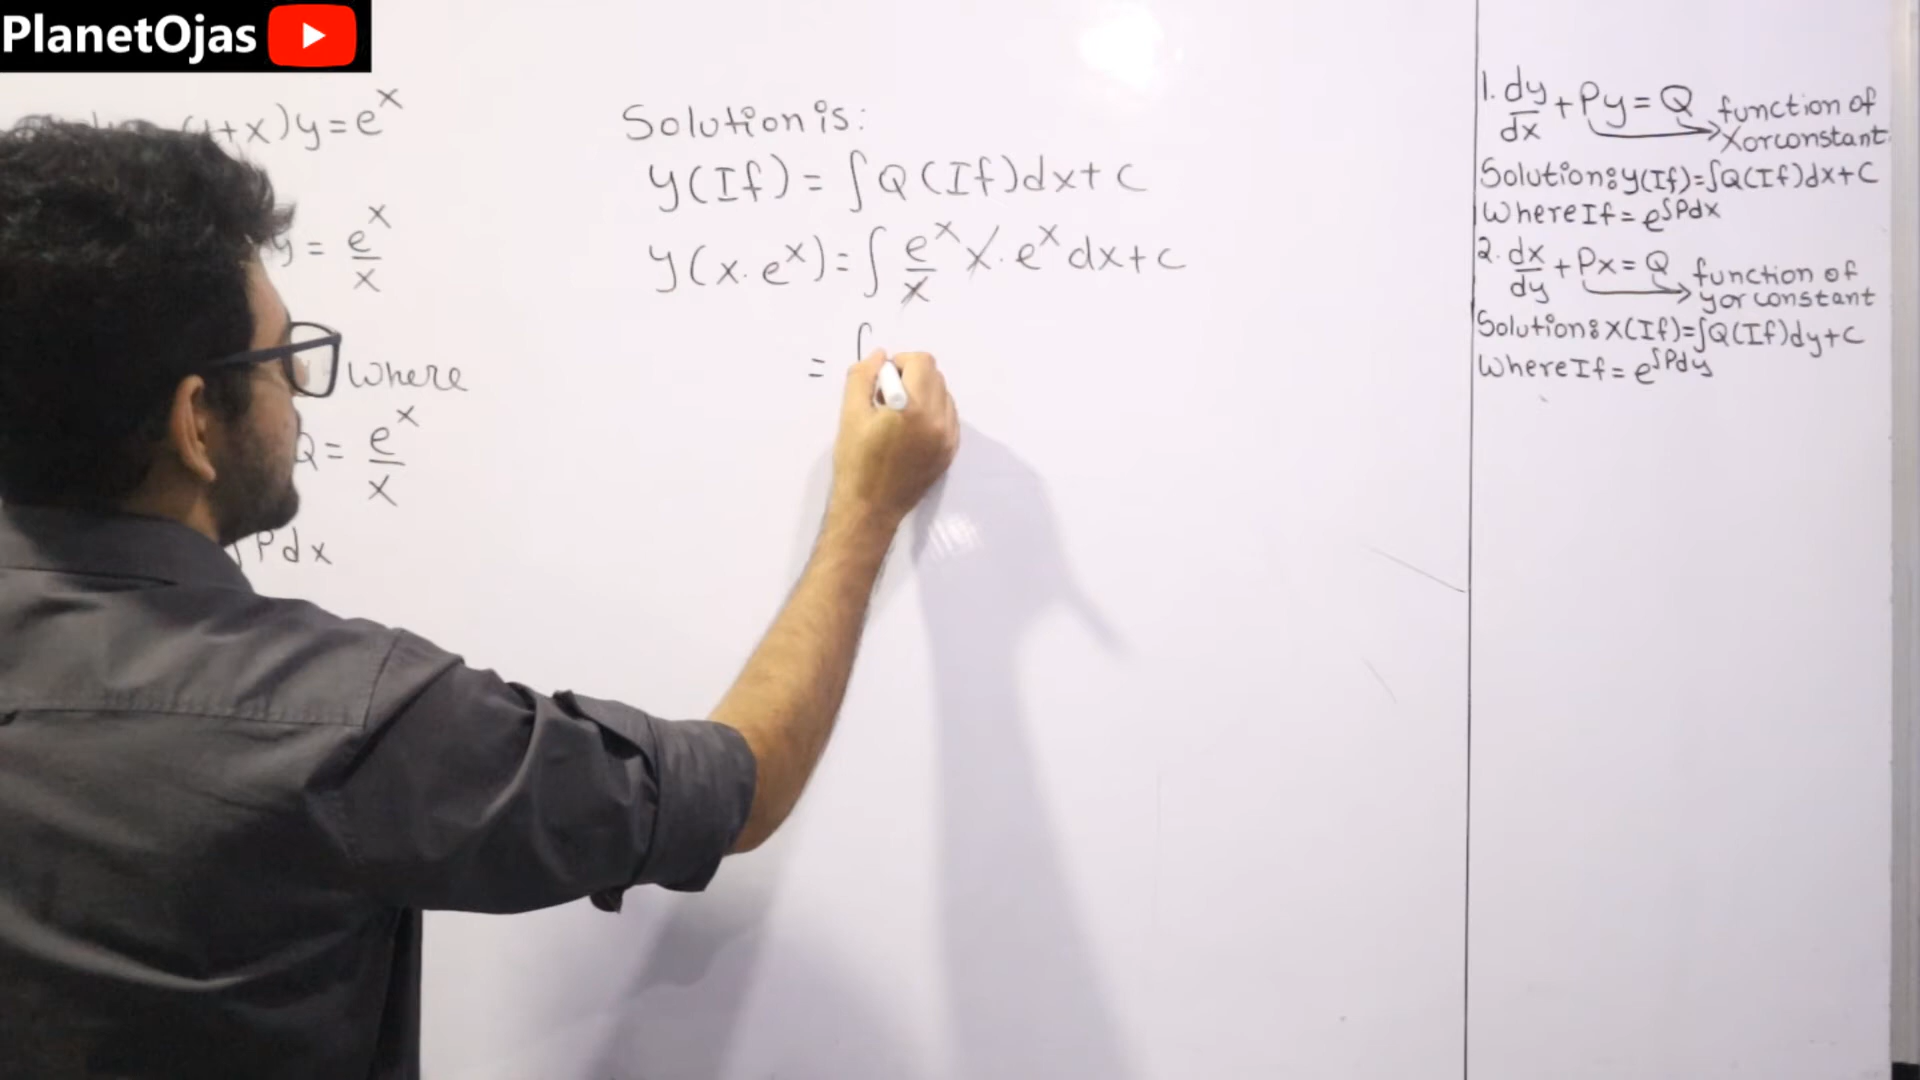 PlanetOjas
+x)y=e^x
y = e^x/x
Where
Q= e^x/x
∫Pdx
Solution is:
y(If) = ∫Q(If)dx+c
y(x.e^x)=∫ e^x/x x.e^x dx+c
= ∫
1. dy/dx +Py=Q function of
x or constant
Solution: y(If)=∫Q(If)dx+C
Where If = e^∫Pdx
2. dx/dy +Px=Q function of
y or constant
Solution: x(If)=∫Q(If)dy+C
Where If = e^∫Pdy